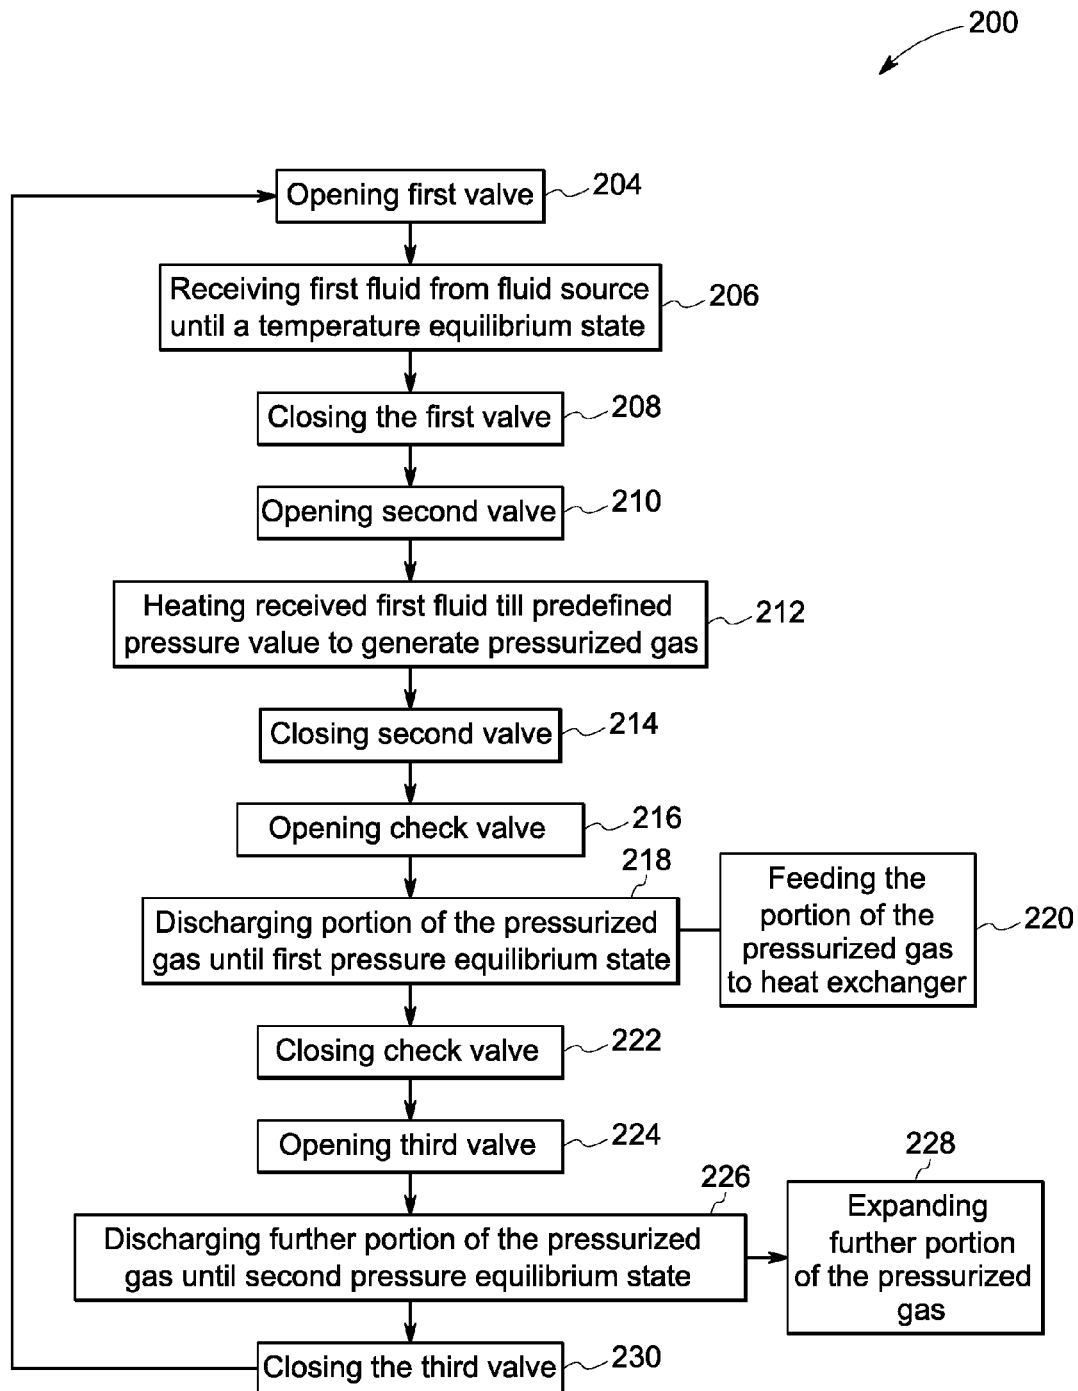 200
Opening first valve
204
Receiving first fluid from fluid source
until a temperature equilibrium state
206
Closing the first valve
208
Opening second valve
210
Heating received first fluid till predefined
pressure value to generate pressurized gas
212
Closing second valve
214
Opening check valve
216
218
Discharging portion of the pressurized
gas until first pressure equilibrium state
Feeding the
portion of the
pressurized gas
to heat exchanger
220
Closing check valve
222
Opening third valve
224
226
Discharging further portion of the pressurized
gas until second pressure equilibrium state
228
Expanding
further portion
of the pressurized
gas
Closing the third valve
230